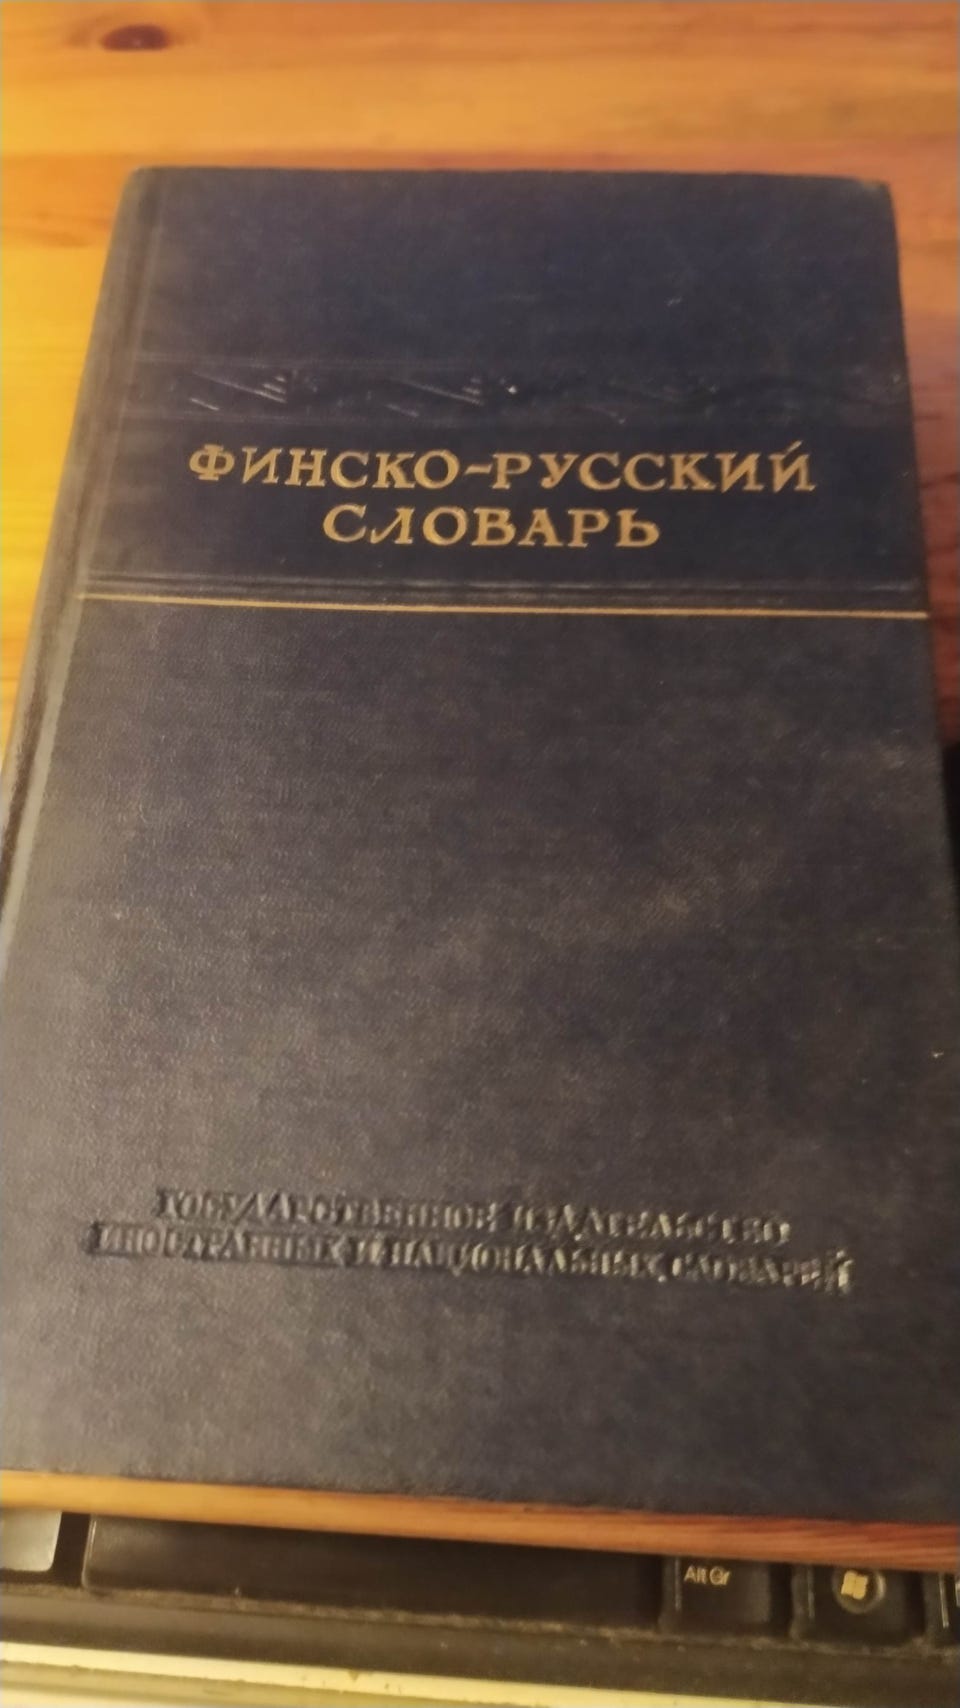 ФИНСКО-РУССКИЙ
СЛОВАРЬ
ГОСУДАРСТВЕННОЕ ИЗДАТЕЛЬСТВО
ИНОСТРАННЫХ И НАЦИОНАЛЬНЫХ СЛОВАРЕЙ
Alt Gr